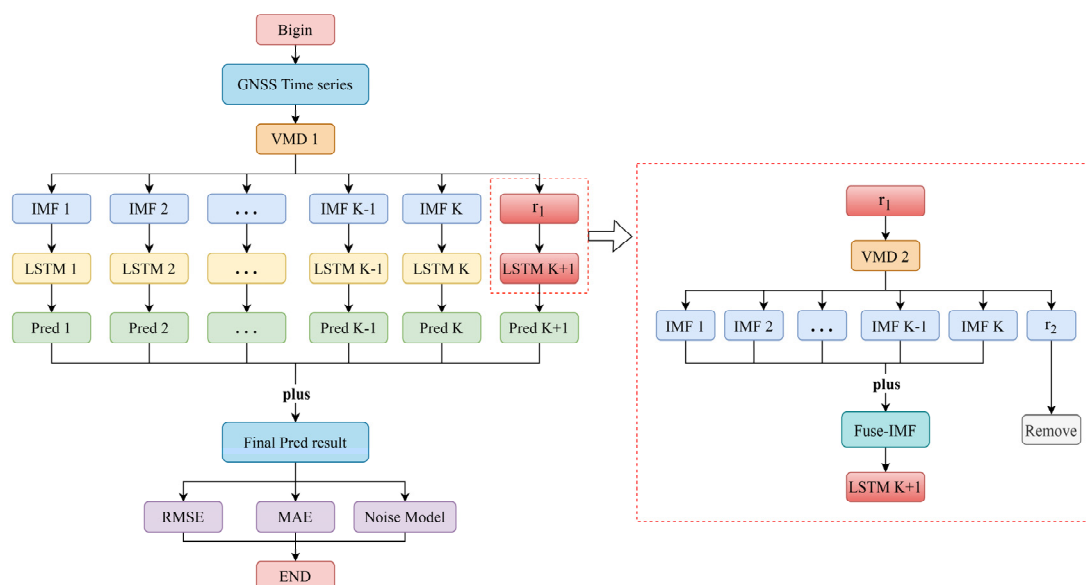 Bigin
GNSS Time series
VMD 1
IMF 1 IMF 2 ... IMF K-1 IMF K r1
LSTM 1 LSTM 2 ... LSTM K-1 LSTM K LSTM K+1
Pred 1 Pred 2 ... Pred K-1 Pred K Pred K+1
plus
Final Pred result
RMSE MAE Noise Model
END
r1
VMD 2
IMF 1 IMF 2 ... IMF K-1 IMF K r2
plus
Fuse-IMF Remove
LSTM K+1